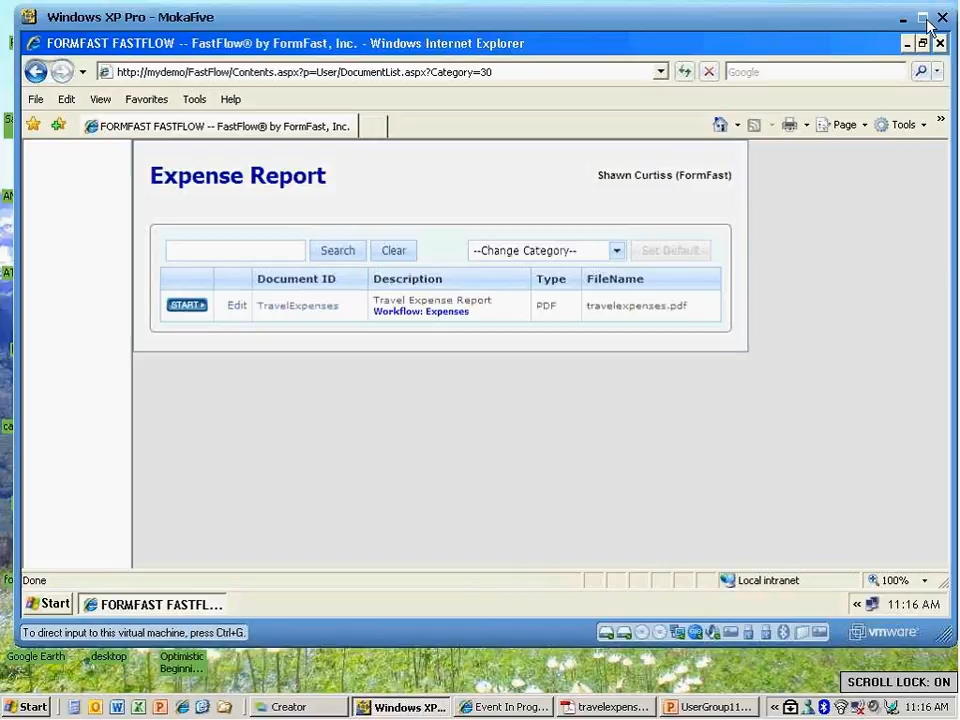 Windows XP Pro - MokaFive
FORMFAST FASTFLOW -- FastFlow® by FormFast, Inc. - Windows Internet Explorer
http://mydemo/FastFlow/Contents.aspx?p=User/DocumentList.aspx?Category=30
Google
File Edit View Favorites Tools Help
FORMFAST FASTFLOW -- FastFlow® by FormFast, Inc.
Page Tools »
Expense Report
Shawn Curtiss (FormFast)
Search Clear --Change Category-- Set Default
Document ID Description Type FileName
START Edit TravelExpenses Travel Expense Report PDF travelexpenses.pdf
Workflow: Expenses
Done Local intranet 100%
Start FORMFAST FASTFL... « 11:16 AM
To direct input to this virtual machine, press Ctrl+G. vmware
Google Earth desktop Optimistic
Beginni...
SCROLL LOCK: ON
Start Creator Windows XP... Event In Prog... travelexpens... UserGroup11... « 11:16 AM